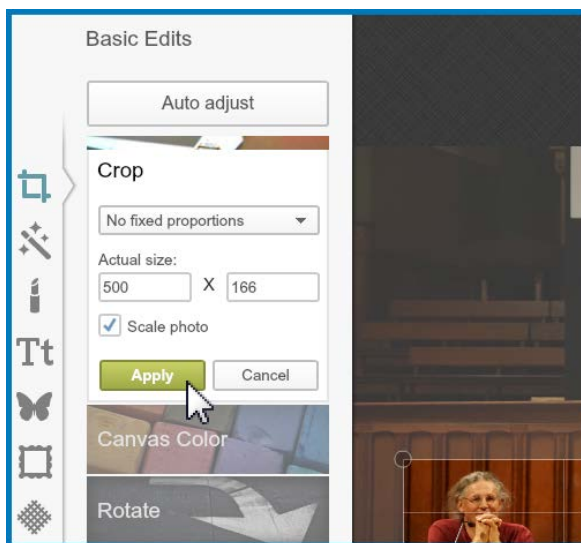 Basic Edits
Auto adjust
Crop
No fixed proportions
Actual size:
500 X 166
Scale photo
Apply Cancel
Tt
Canvas Color
Rotate